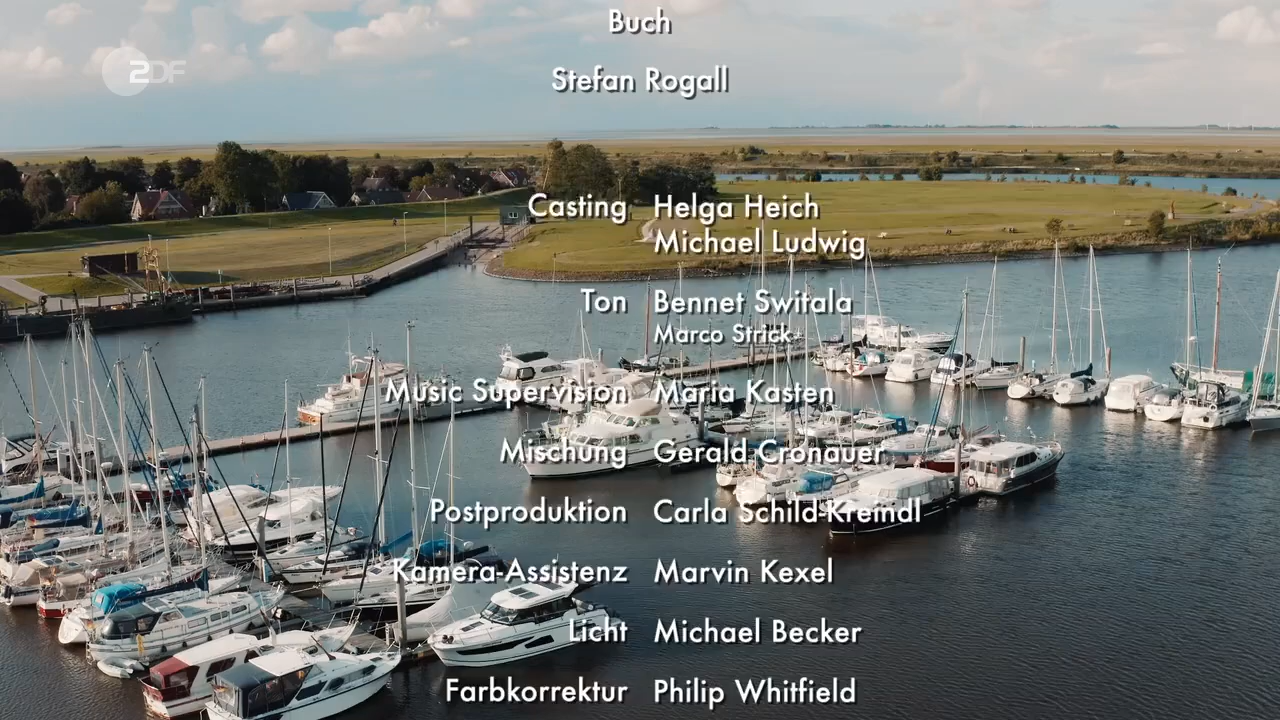 Buch
ZDF
Stefan Rogall
Casting Helga Heich
Michael Ludwig
Ton Bennet Switala
Marco Strick
Music Supervision Maria Kasten
Mischung Gerald Cronauer
Postproduktion Carla Schild-Kreindl
Kamera-Assistenz Marvin Kexel
Licht Michael Becker
Farbkorrektur Philip Whitfield